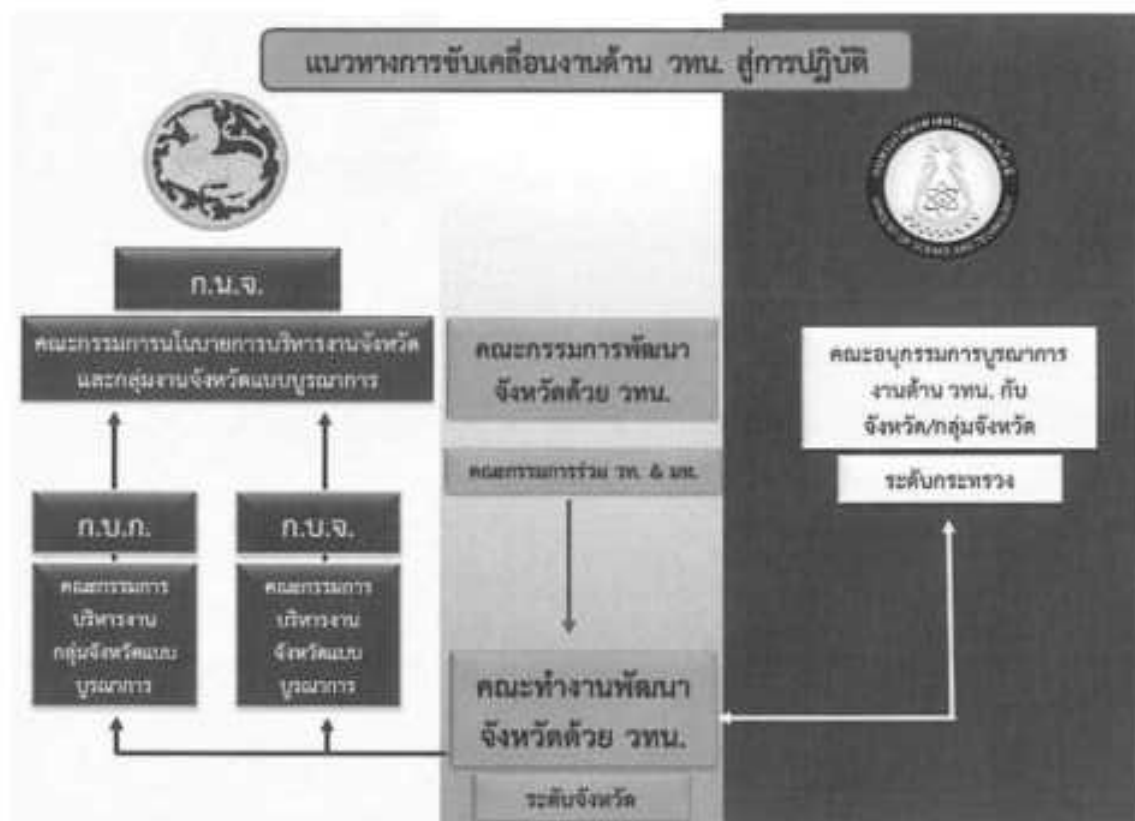 แนวทางการขับเคลื่อนงานด้าน วทน. สู่การปฏิบัติ
ก.น.จ.
คณะกรรมการนโยบายการบริหารงานจังหวัด
และกลุ่มงานจังหวัดแบบบูรณาการ
ก.บ.ก.
คณะกรรมการ
บริหารงาน
กลุ่มจังหวัดแบบ
บูรณาการ
ก.บ.จ.
คณะกรรมการ
บริหารงาน
จังหวัดแบบ
บูรณาการ
คณะกรรมการพัฒนา
จังหวัดด้วย วทน.
คณะกรรมการร่วม วท. & มท.
คณะทำงานพัฒนา
จังหวัดด้วย วทน.
ระดับจังหวัด
คณะอนุกรรมการบูรณาการ
งานด้าน วทน. กับ
จังหวัด/กลุ่มจังหวัด
ระดับกระทรวง